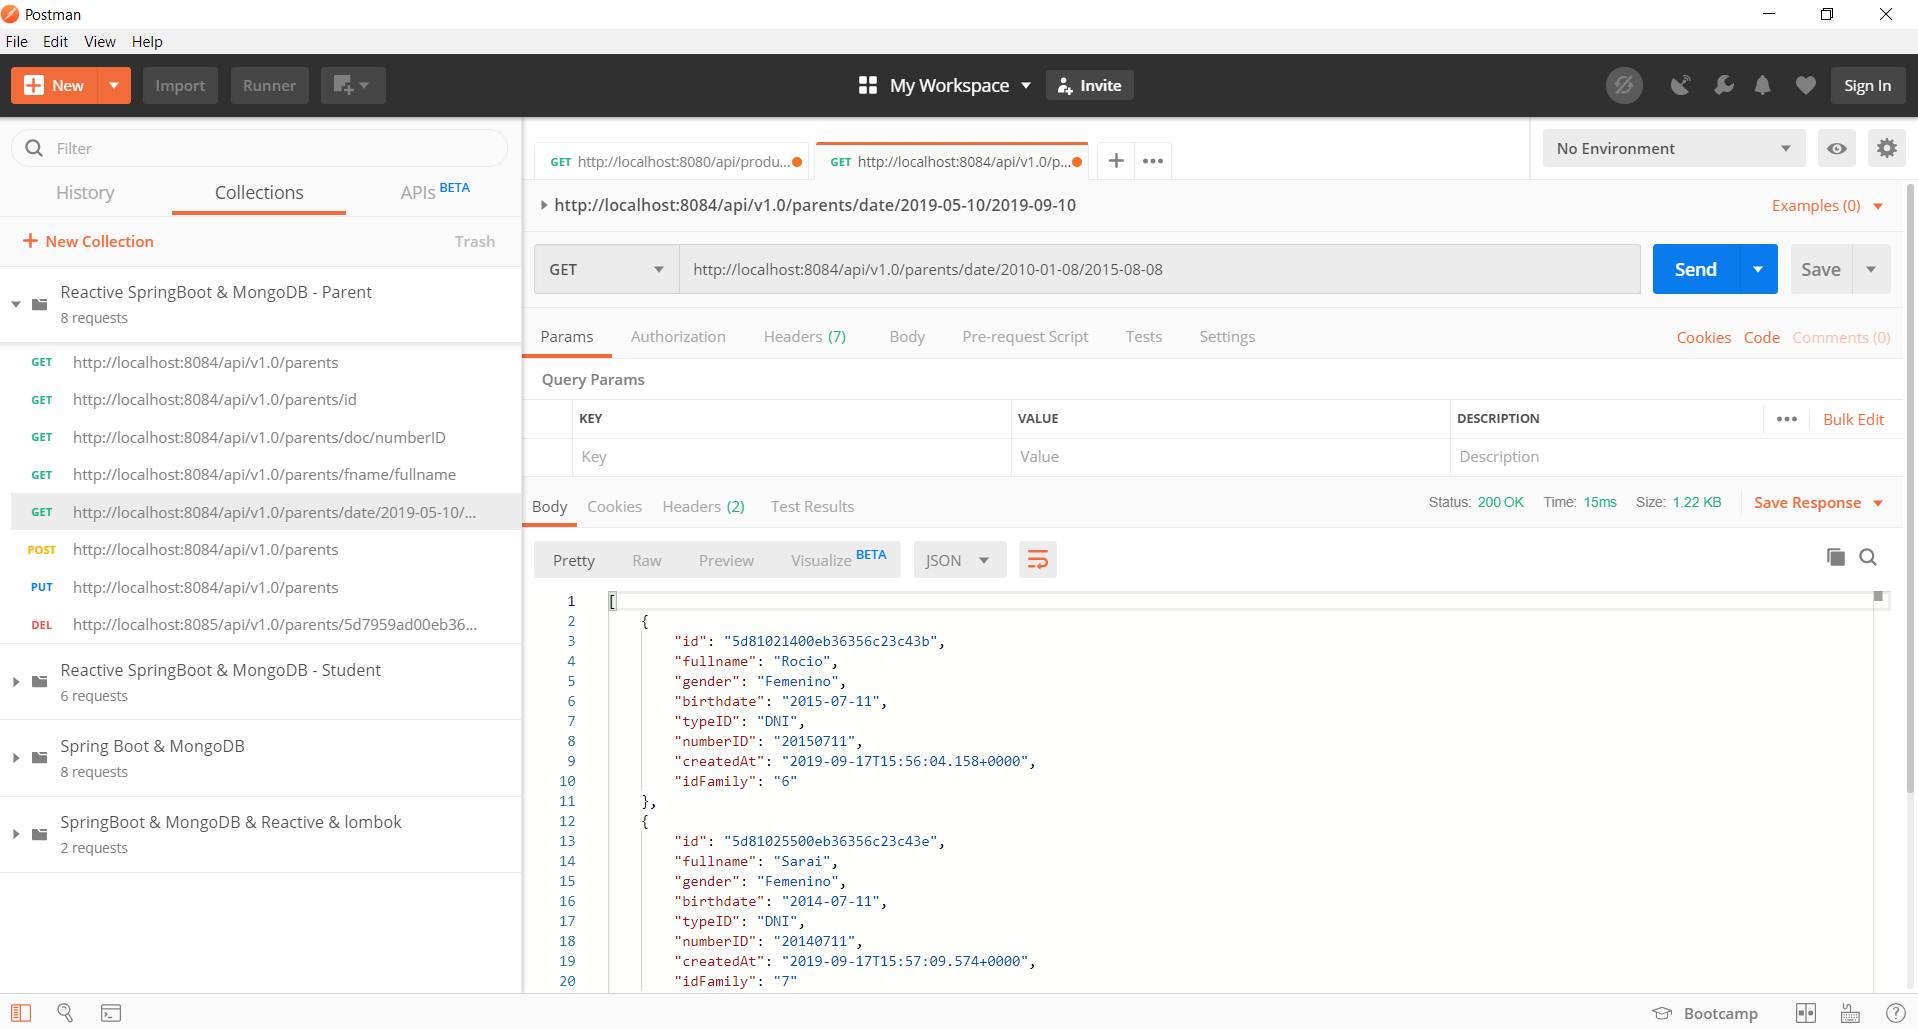 Postman
File Edit View Help
New Import Runner My Workspace Invite Sign In
Filter
History Collections APIs BETA
New Collection Trash
Reactive SpringBoot & MongoDB - Parent
8 requests
GET http://localhost:8084/api/v1.0/parents
GET http://localhost:8084/api/v1.0/parents/id
GET http://localhost:8084/api/v1.0/parents/doc/numberID
GET http://localhost:8084/api/v1.0/parents/fname/fullname
GET http://localhost:8084/api/v1.0/parents/date/2019-05-10/...
POST http://localhost:8084/api/v1.0/parents
PUT http://localhost:8084/api/v1.0/parents
DEL http://localhost:8085/api/v1.0/parents/5d7959ad00eb36...
Reactive SpringBoot & MongoDB - Student
6 requests
Spring Boot & MongoDB
8 requests
SpringBoot & MongoDB & Reactive & lombok
2 requests
GET http://localhost:8080/api/produ... GET http://localhost:8084/api/v1.0/p... No Environment
http://localhost:8084/api/v1.0/parents/date/2019-05-10/2019-09-10 Examples (0)
GET http://localhost:8084/api/v1.0/parents/date/2010-01-08/2015-08-08 Send Save
Params Authorization Headers (7) Body Pre-request Script Tests Settings Cookies Code Comments (0)
Query Params
KEY VALUE DESCRIPTION Bulk Edit
Key Value Description
Body Cookies Headers (2) Test Results Status: 200 OK Time: 15ms Size: 1.22 KB Save Response
Pretty Raw Preview Visualize BETA JSON
1 [
2 {
3 "id": "5d81021400eb36356c23c43b",
4 "fullname": "Rocio",
5 "gender": "Femenino",
6 "birthdate": "2015-07-11",
7 "typeID": "DNI",
8 "numberID": "20150711",
9 "createdAt": "2019-09-17T15:56:04.158+0000",
10 "idFamily": "6"
11 },
12 {
13 "id": "5d81025500eb36356c23c43e",
14 "fullname": "Sarai",
15 "gender": "Femenino",
16 "birthdate": "2014-07-11",
17 "typeID": "DNI",
18 "numberID": "20140711",
19 "createdAt": "2019-09-17T15:57:09.574+0000",
20 "idFamily": "7"
Bootcamp